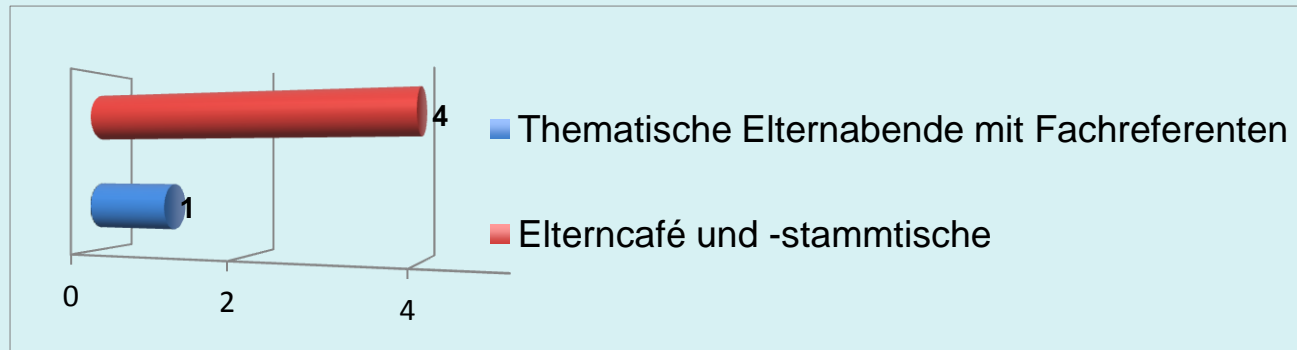 4
Thematische Elternabende mit Fachreferenten
1
Elterncafé und -stammtische
0
2
4